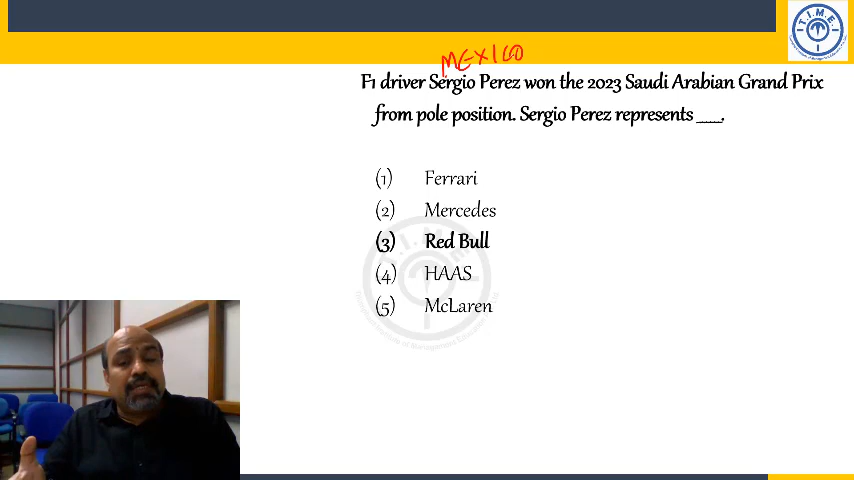 T.I.M.E.
MEXICO
F1 driver Sergio Perez won the 2023 Saudi Arabian Grand Prix
from pole position. Sergio Perez represents ____.
(1) Ferrari
(2) Mercedes
(3) Red Bull
(4) HAAS
(5) McLaren
T.I.M.E.